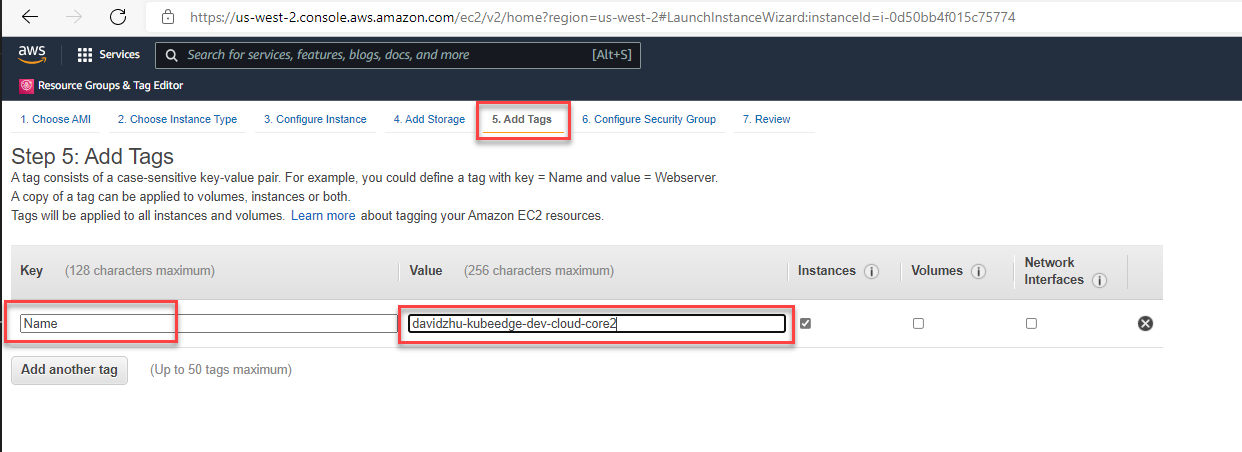 https://us-west-2.console.aws.amazon.com/ec2/v2/home?region=us-west-2#LaunchInstanceWizard:instanceId=i-0d50bb4f015c75774
aws Services Search for services, features, blogs, docs, and more [Alt+S]
Resource Groups & Tag Editor
1. Choose AMI 2. Choose Instance Type 3. Configure Instance 4. Add Storage 5. Add Tags 6. Configure Security Group 7. Review
Step 5: Add Tags
A tag consists of a case-sensitive key-value pair. For example, you could define a tag with key = Name and value = Webserver.
A copy of a tag can be applied to volumes, instances or both.
Tags will be applied to all instances and volumes. Learn more about tagging your Amazon EC2 resources.
Key (128 characters maximum) Value (256 characters maximum) Instances i Volumes i Network Interfaces i
Name davidzhu-kubeedge-dev-cloud-core2
Add another tag (Up to 50 tags maximum)